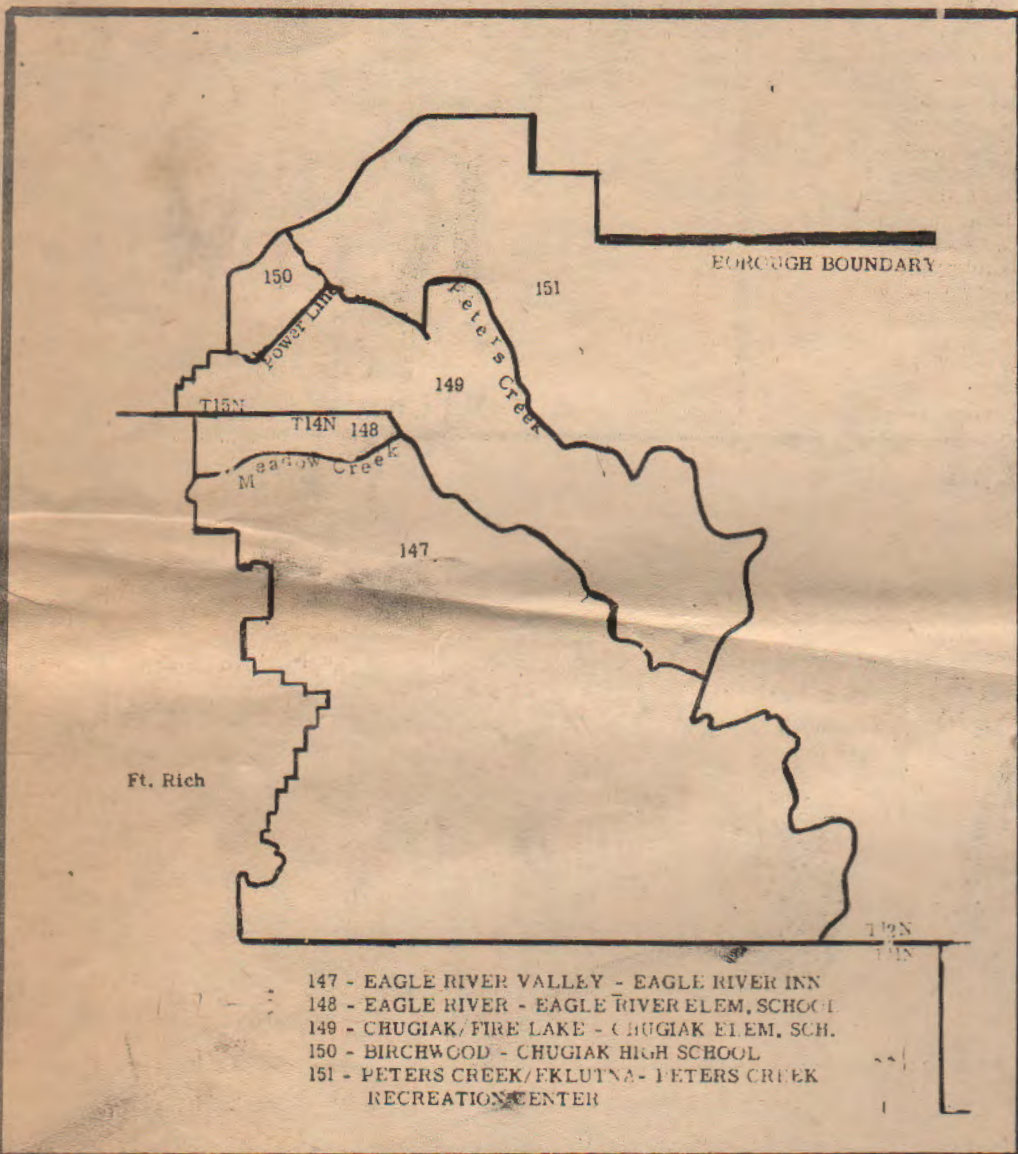 BOROUGH BOUNDARY
150
151
Power Line
Peters Creek
149
T15N
T14N
148
Meadow Creek
147
Ft. Rich
T12N
T11N
147 - EAGLE RIVER VALLEY - EAGLE RIVER INN
148 - EAGLE RIVER - EAGLE RIVER ELEM. SCHOOL
149 - CHUGIAK/FIRE LAKE - CHUGIAK ELEM. SCH.
150 - BIRCHWOOD - CHUGIAK HIGH SCHOOL
151 - PETERS CREEK/EKLUTNA - PETERS CREEK
RECREATION CENTER